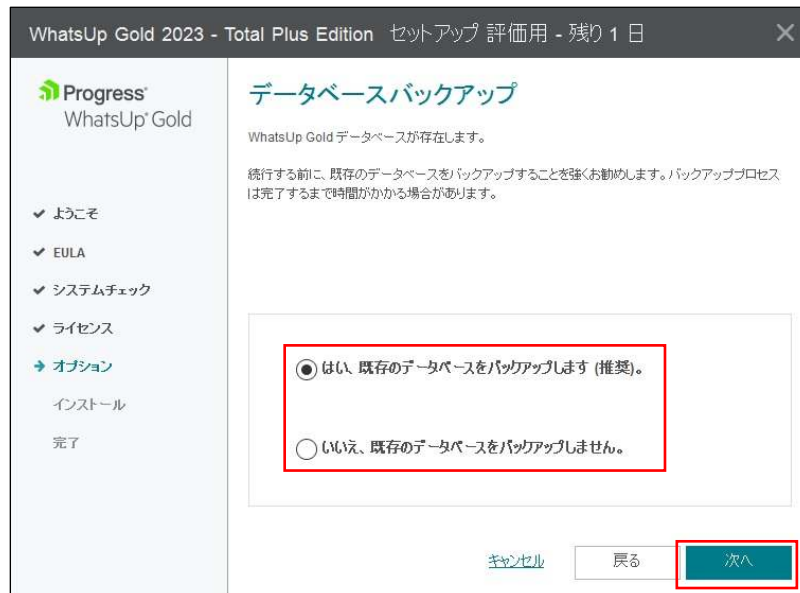 WhatsUp Gold 2023 - Total Plus Edition セットアップ 評価用 - 残り 1 日
Progress®
WhatsUp® Gold
ようこそ
EULA
システムチェック
ライセンス
オプション
インストール
完了
データベースバックアップ
WhatsUp Gold データベースが存在します。
続行する前に、既存のデータベースをバックアップすることを強くお勧めします。バックアッププロセス
は完了するまで時間がかかる場合があります。
はい、既存のデータベースをバックアップします (推奨)。
いいえ、既存のデータベースをバックアップしません。
キャンセル
戻る
次へ